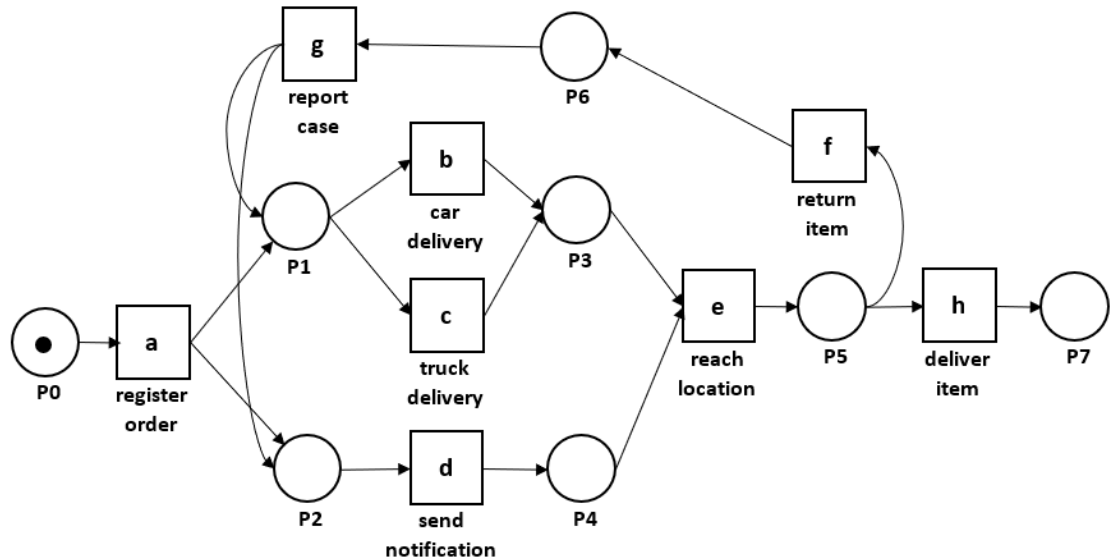 g
report
case
P6
f
return
item
b
car
delivery
P1
P3
c
truck
delivery
P0
a
register
order
e
reach
location
P5
h
deliver
item
P7
P2
d
send
notification
P4